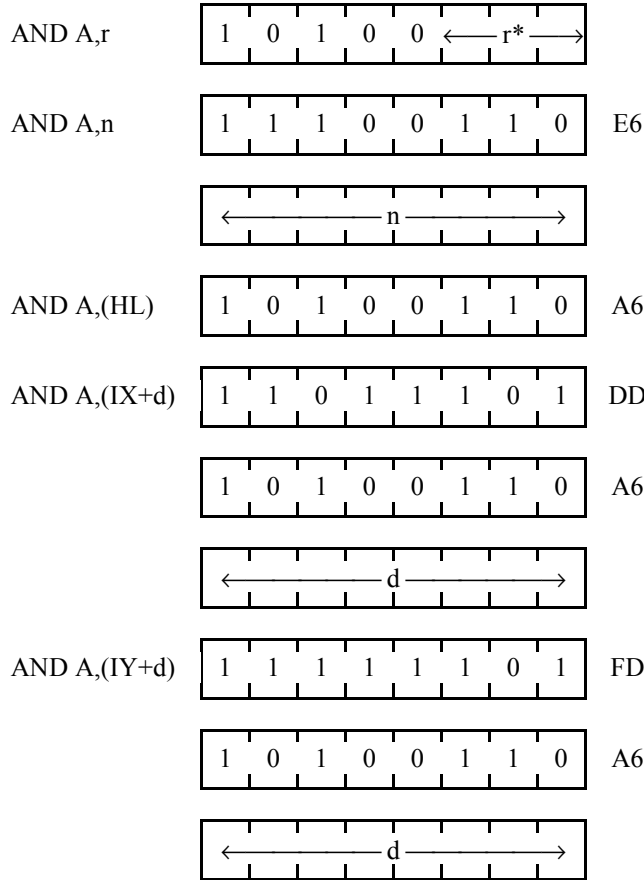 AND A,r 1 0 1 0 0 r*
AND A,n 1 1 1 0 0 1 1 0 E6
n
AND A,(HL) 1 0 1 0 0 1 1 0 A6
AND A,(IX+d) 1 1 0 1 1 1 0 1 DD
1 0 1 0 0 1 1 0 A6
d
AND A,(IY+d) 1 1 1 1 1 1 0 1 FD
1 0 1 0 0 1 1 0 A6
d